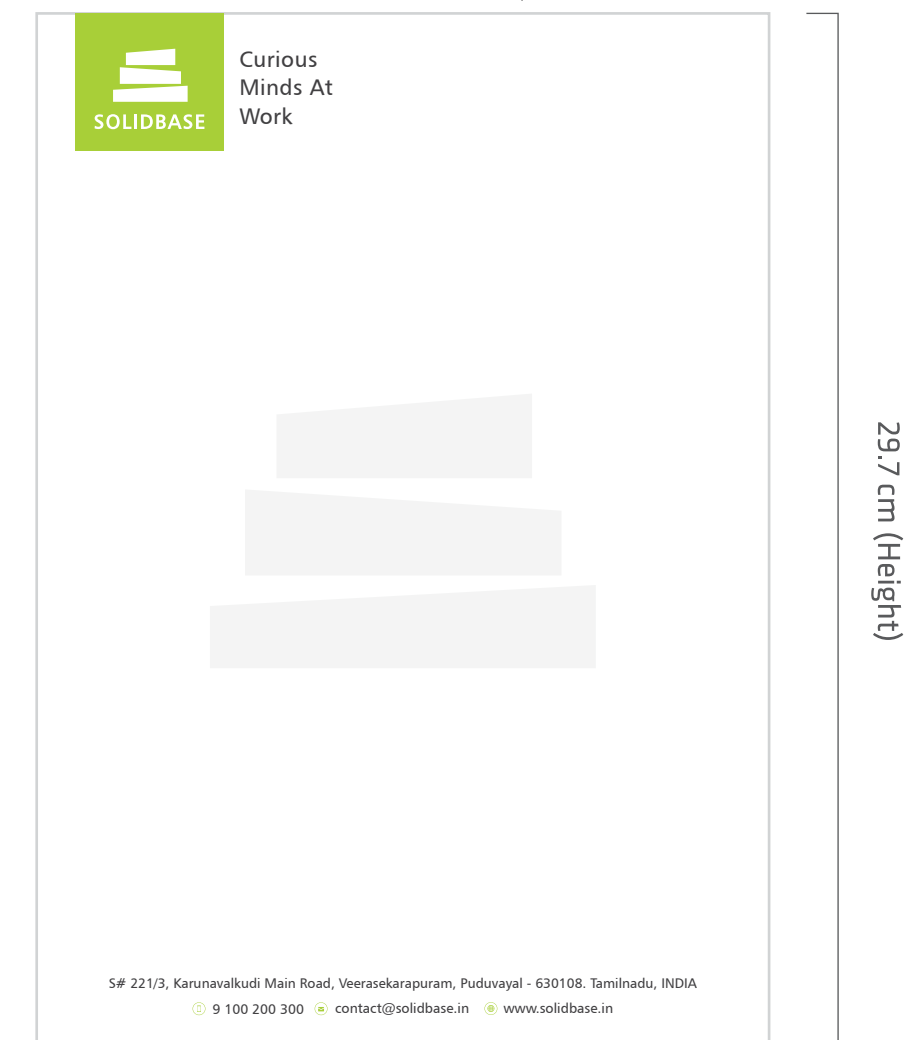 SOLIDBASE
Curious
Minds At
Work
29.7 cm (Height)
S# 221/3, Karunavalkudi Main Road, Veerasekarapuram, Puduvayal - 630108. Tamilnadu, INDIA
9 100 200 300 contact@solidbase.in www.solidbase.in